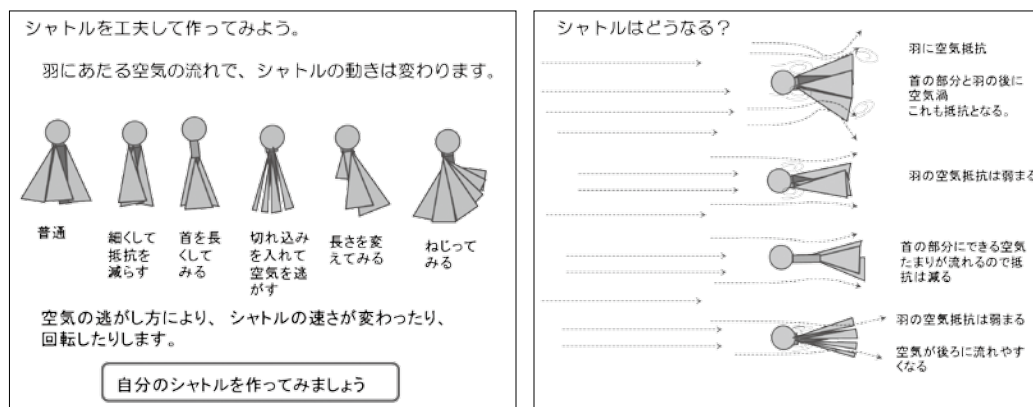 シャトルを工夫して作ってみよう。
羽にあたる空気の流れで、シャトルの動きは変わります。
普通
細くして
抵抗を
減らす
首を長
くして
みる
切れ込み
を入れて
空気を逃
がす
長さを変
えてみる
ねじって
みる
空気の逃がし方により、シャトルの速さが変わったり、
回転したりします。
自分のシャトルを作ってみましょう
シャトルはどうなる？
羽に空気抵抗
首の部分と羽の後に
空気渦
これも抵抗となる。
羽の空気抵抗は弱まる
首の部分にできる空気
たまりが流れるので抵
抗は減る
羽の空気抵抗は弱まる
空気が後ろに流れやす
くなる